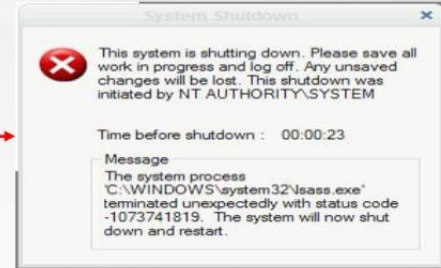 System Shutdown
This system is shutting down. Please save all
work in progress and log off. Any unsaved
changes will be lost. This shutdown was
initiated by NT AUTHORITY\SYSTEM
Time before shutdown : 00:00:23
Message
The system process
'C:\WINDOWS\system32\lsass.exe'
terminated unexpectedly with status code
-1073741819. The system will now shut
down and restart.